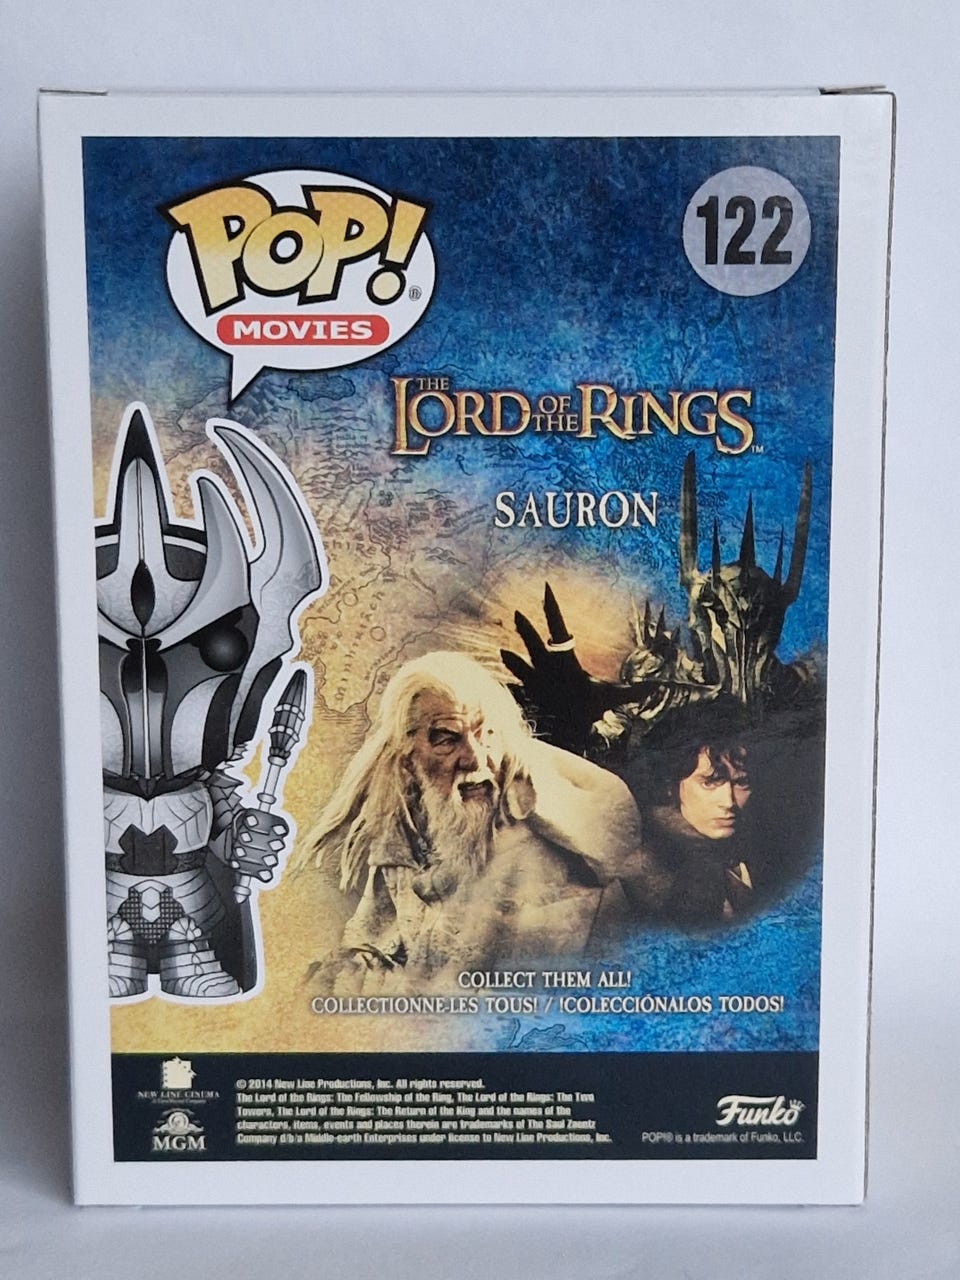 POP!®
MOVIES
122
THE LORD OF THE RINGS™
SAURON
COLLECT THEM ALL!
COLLECTIONNE-LES TOUS! / ¡COLECCIÓNALOS TODOS!
NEW LINE CINEMA
MGM
© 2014 New Line Productions, Inc. All rights reserved.
The Lord of the Rings: The Fellowship of the Ring, The Lord of the Rings: The Two
Towers, The Lord of the Rings: The Return of the King and the names of the
characters, items, events and places therein are trademarks of The Saul Zaentz
Company d/b/a Middle-earth Enterprises under license to New Line Productions, Inc.
Funko
POP!® is a trademark of Funko, LLC.